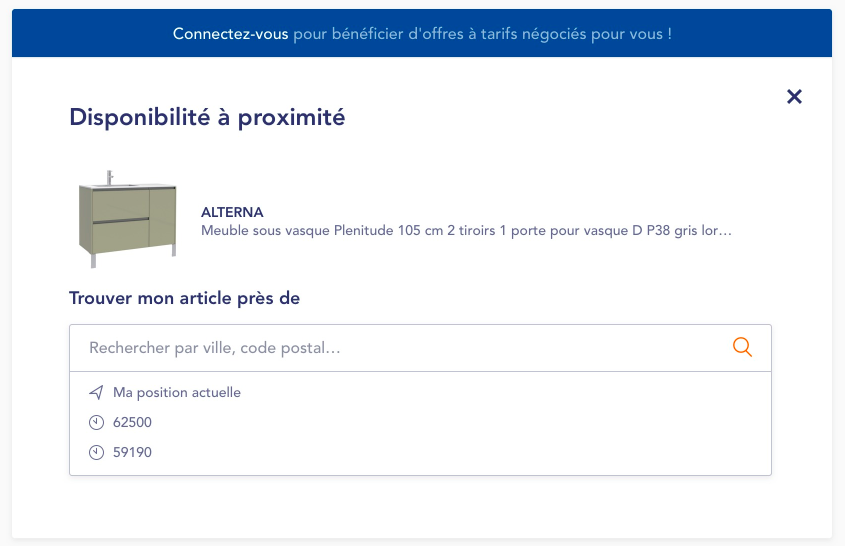 Connectez-vous pour bénéficier d'offres à tarifs négociés pour vous !
Disponibilité à proximité
ALTERNA
Meuble sous vasque Plenitude 105 cm 2 tiroirs 1 porte pour vasque D P38 gris lor…
Trouver mon article près de
Rechercher par ville, code postal…
Ma position actuelle
62500
59190